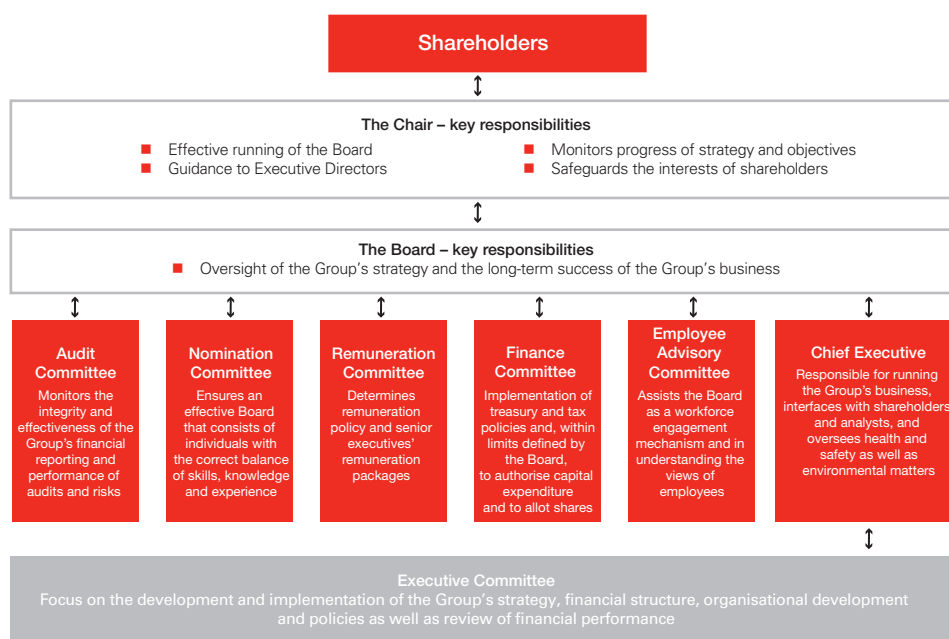 Shareholders
The Chair – key responsibilities
Effective running of the Board
Guidance to Executive Directors
Monitors progress of strategy and objectives
Safeguards the interests of shareholders
The Board – key responsibilities
Oversight of the Group's strategy and the long-term success of the Group's business
Audit
Committee
Monitors the
integrity and
effectiveness of the
Group's financial
reporting and
performance of
audits and risks
Nomination
Committee
Ensures an
effective Board
that consists of
individuals with
the correct balance
of skills, knowledge
and experience
Remuneration
Committee
Determines
remuneration
policy and senior
executives'
remuneration
packages
Finance
Committee
Implementation of
treasury and tax
policies and, within
limits defined by
the Board,
to authorise capital
expenditure
and to allot shares
Employee
Advisory
Committee
Assists the Board
as a workforce
engagement
mechanism and in
understanding the
views of
employees
Chief Executive
Responsible for running
the Group's business,
interfaces with shareholders
and analysts, and
oversees health and
safety as well as
environmental matters
Executive Committee
Focus on the development and implementation of the Group's strategy, financial structure, organisational development
and policies as well as review of financial performance